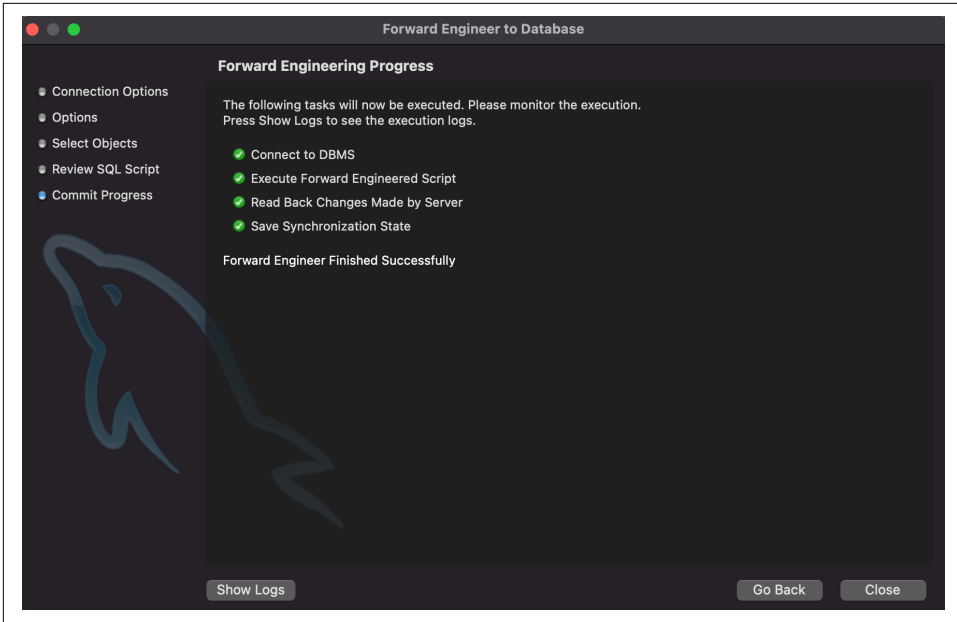 Forward Engineer to Database
Forward Engineering Progress
Connection Options
Options
Select Objects
Review SQL Script
Commit Progress
The following tasks will now be executed. Please monitor the execution.
Press Show Logs to see the execution logs.
Connect to DBMS
Execute Forward Engineered Script
Read Back Changes Made by Server
Save Synchronization State
Forward Engineer Finished Successfully
Show Logs
Go Back
Close